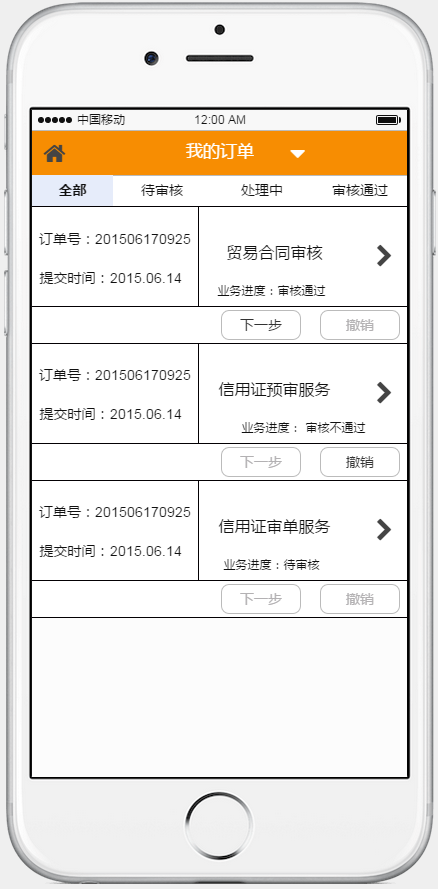 中国移动 12:00 AM
我的订单
全部 待审核 处理中 审核通过
订单号：201506170925
贸易合同审核
提交时间：2015.06.14
业务进度：审核通过
下一步 撤销
订单号：201506170925
信用证预审服务
提交时间：2015.06.14
业务进度： 审核不通过
下一步 撤销
订单号：201506170925
信用证审单服务
提交时间：2015.06.14
业务进度：待审核
下一步 撤销